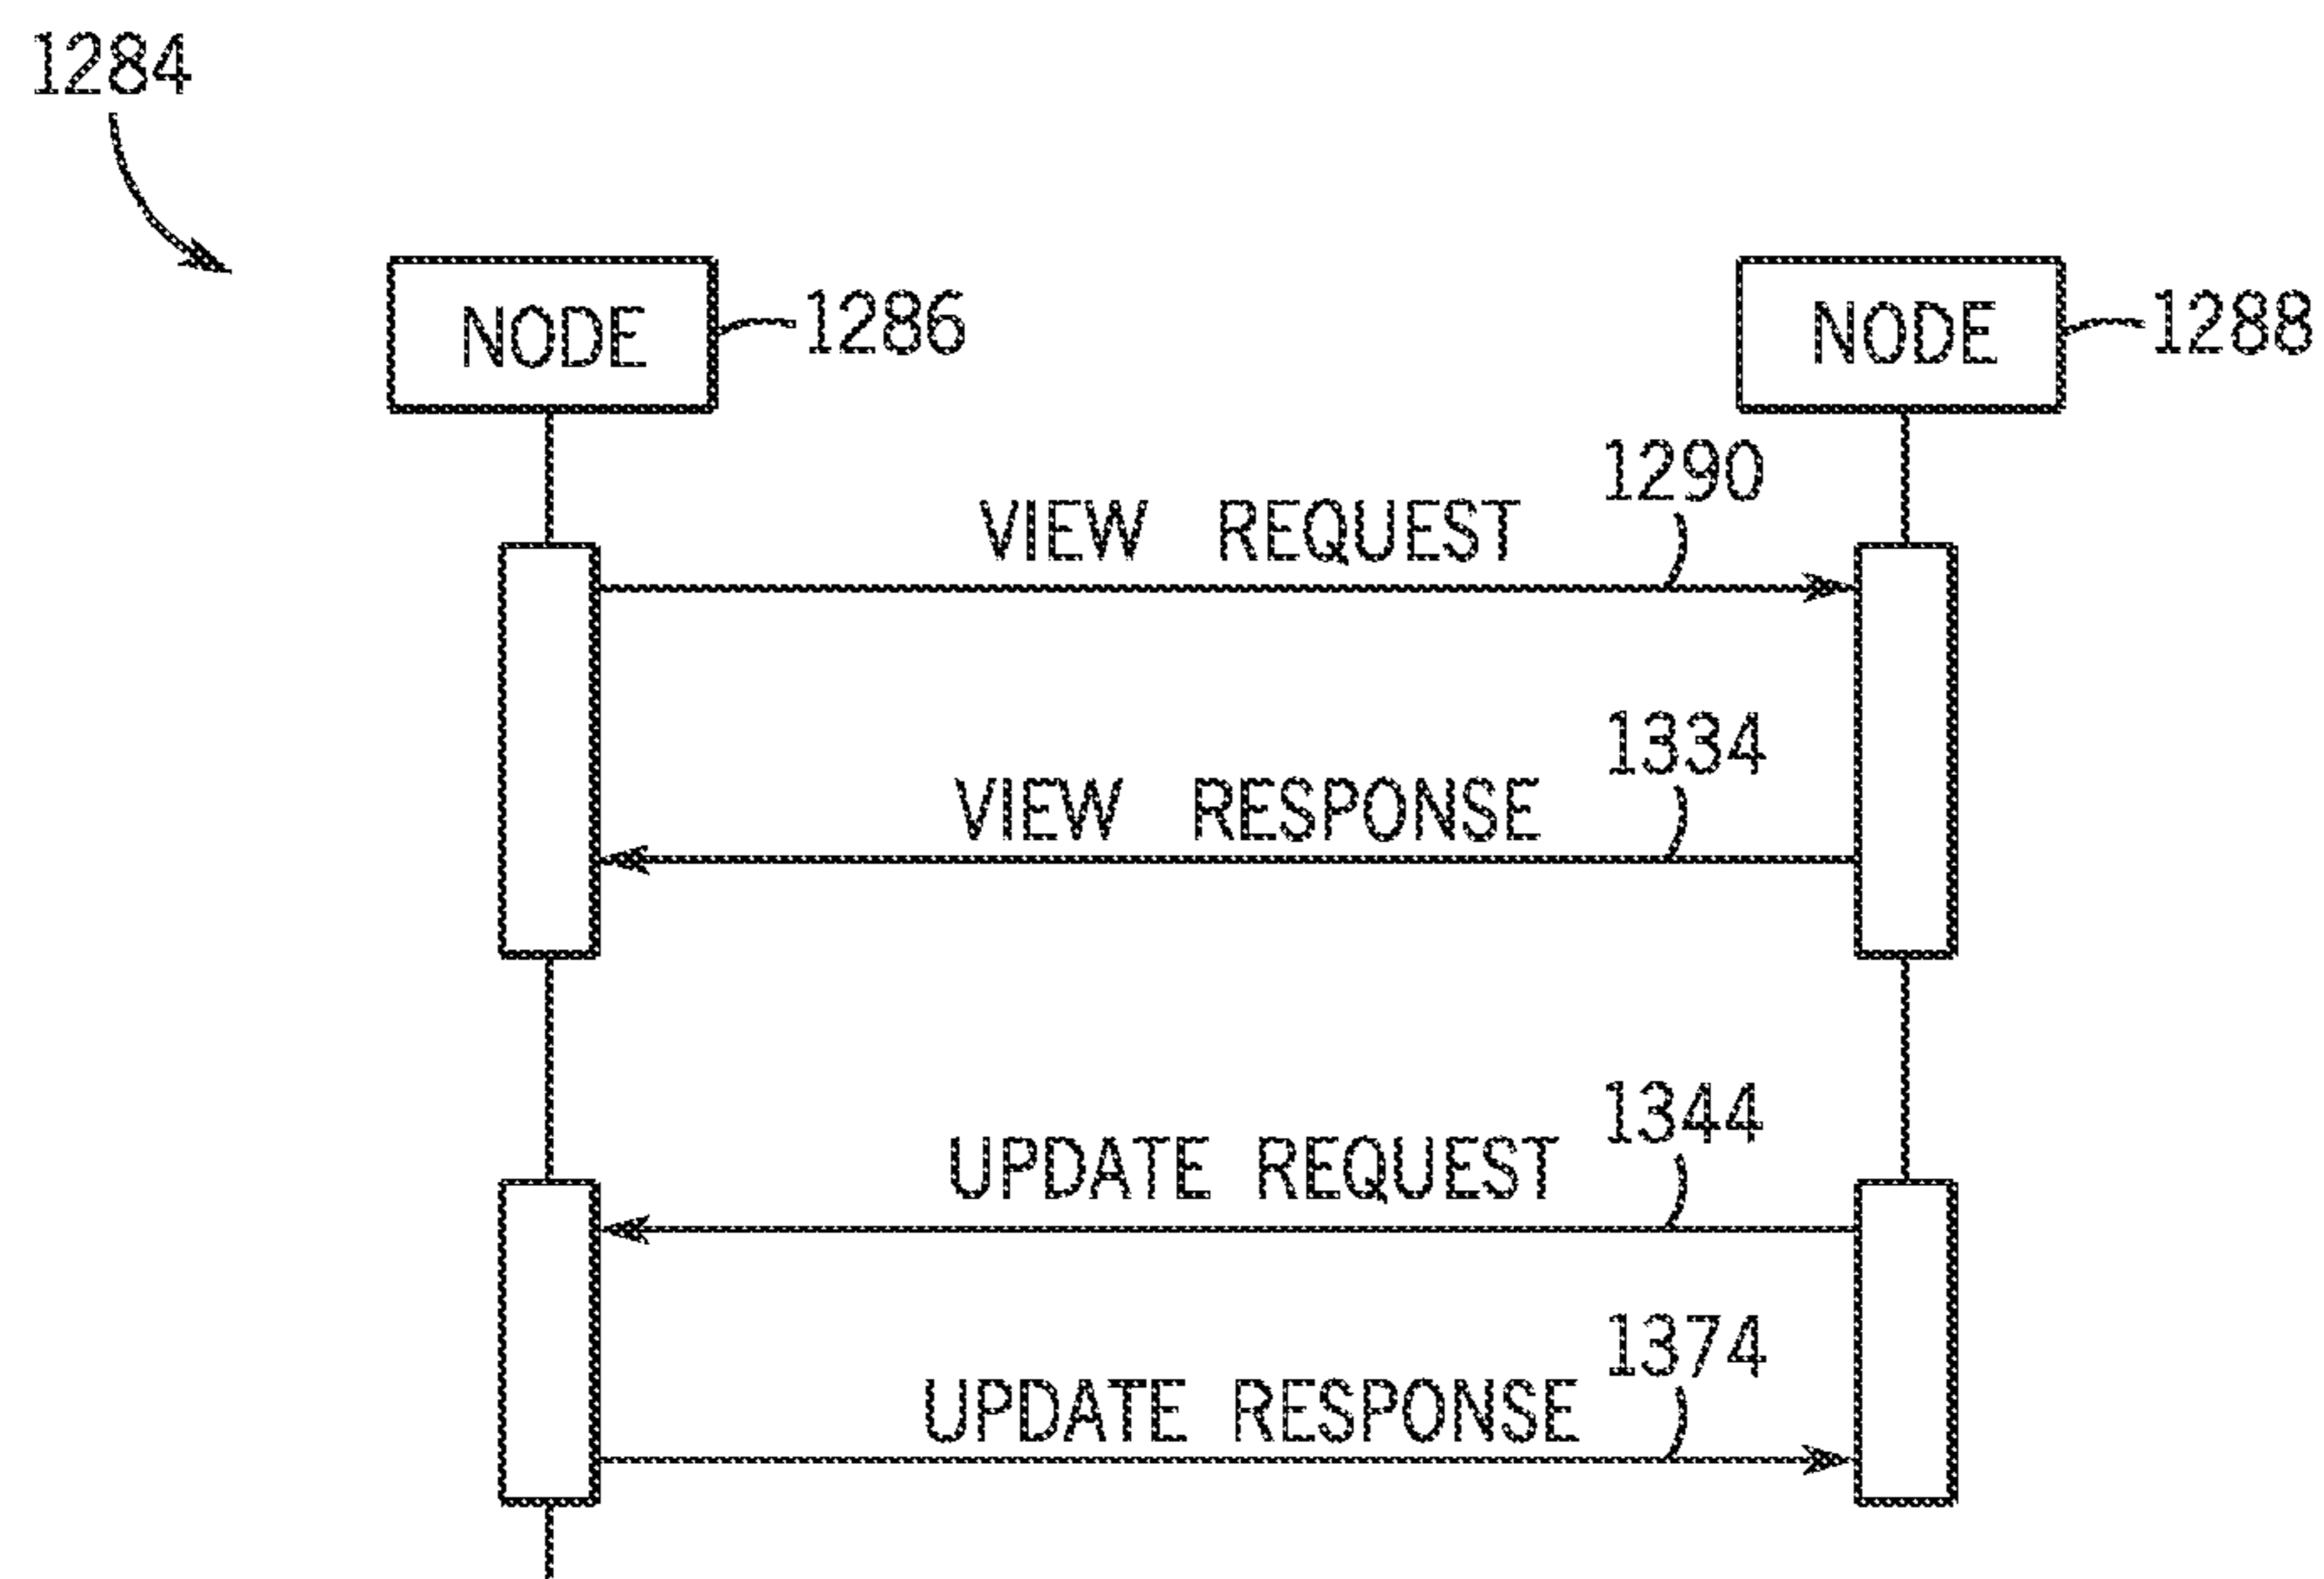 1284
NODE 1286 NODE 1288
1290
VIEW REQUEST
1334
VIEW RESPONSE
1344
UPDATE REQUEST
1374
UPDATE RESPONSE